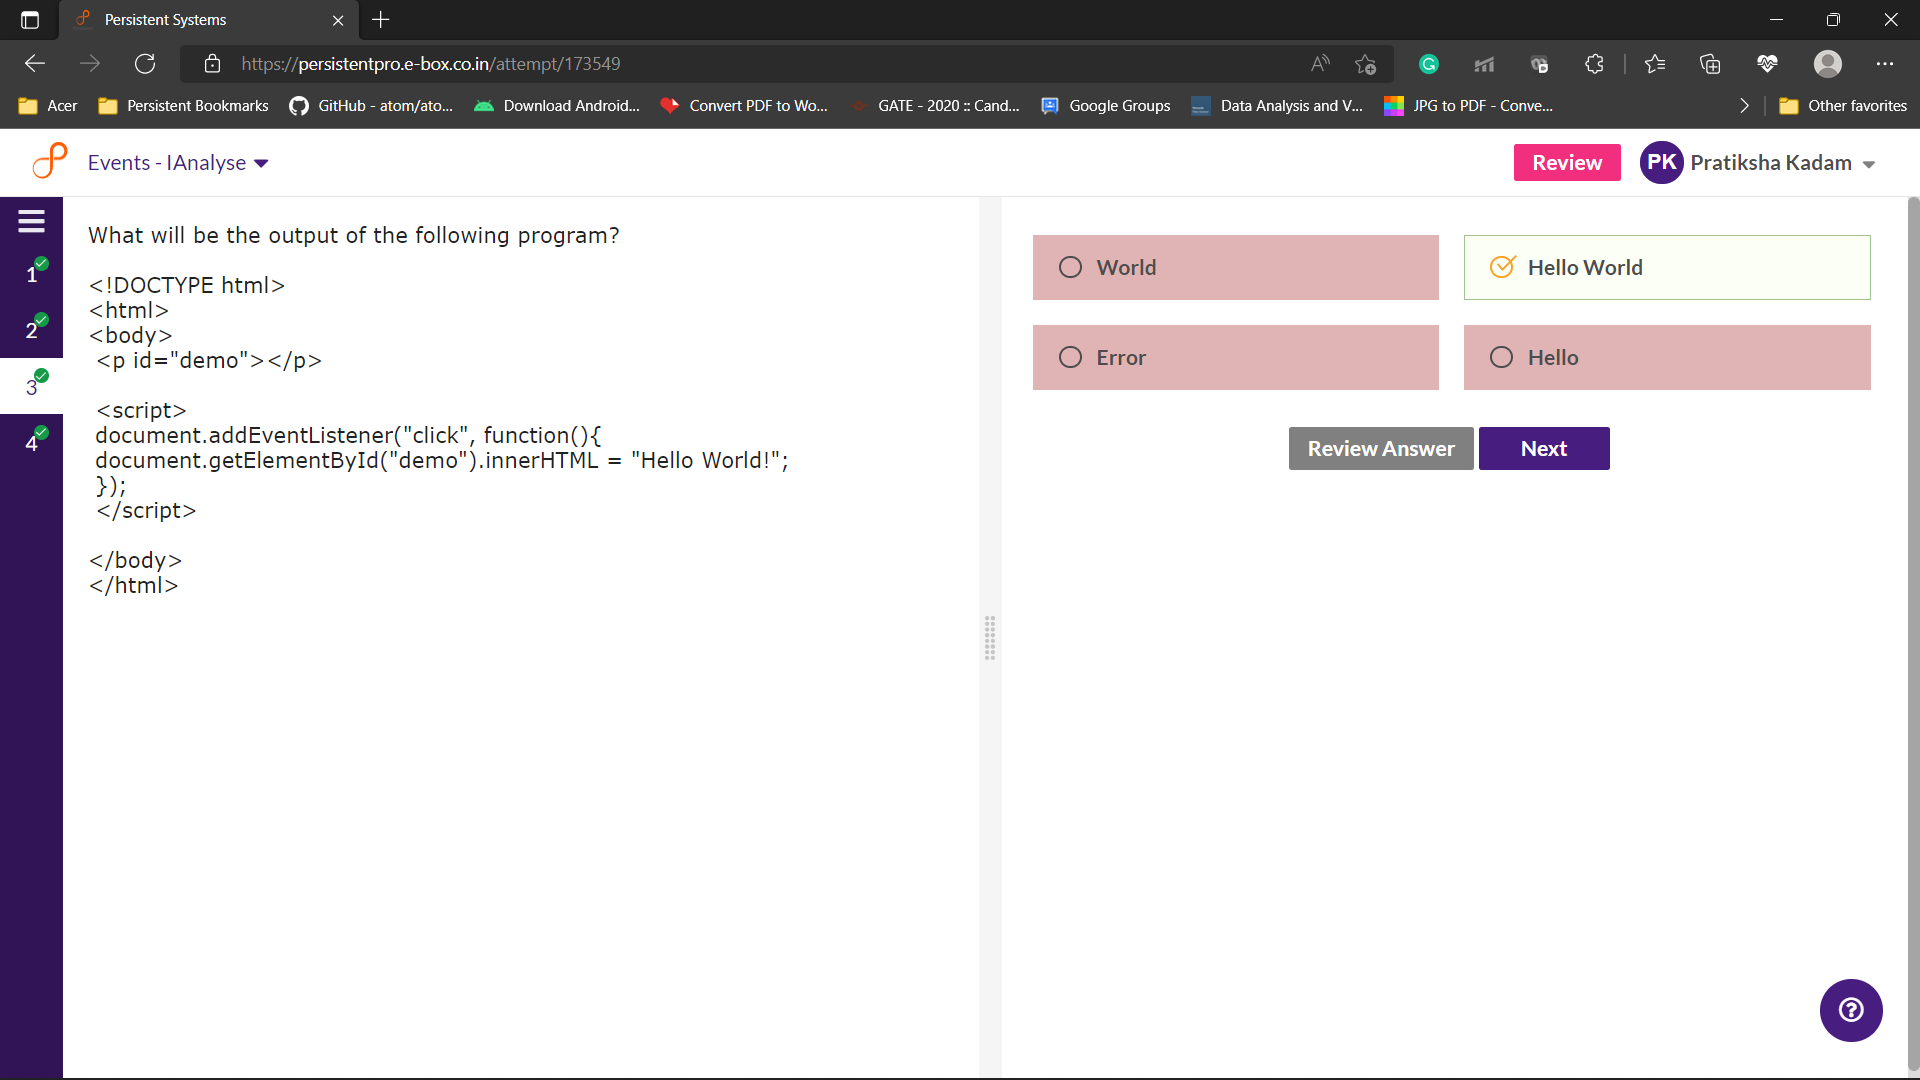 Persistent Systems
https://persistentpro.e-box.co.in/attempt/173549
Acer
Persistent Bookmarks
GitHub - atom/ato...
Download Android...
Convert PDF to Wo...
GATE - 2020 :: Cand...
Google Groups
Data Analysis and V...
JPG to PDF - Conve...
Other favorites
Events - IAnalyse
Review
PK
Pratiksha Kadam
1
2
3
4
What will be the output of the following program?
<!DOCTYPE html>
<html>
<body>
<p id="demo"></p>
<script>
document.addEventListener("click", function(){
document.getElementById("demo").innerHTML = "Hello World!";
});
</script>
</body>
</html>
World
Hello World
Error
Hello
Review Answer
Next